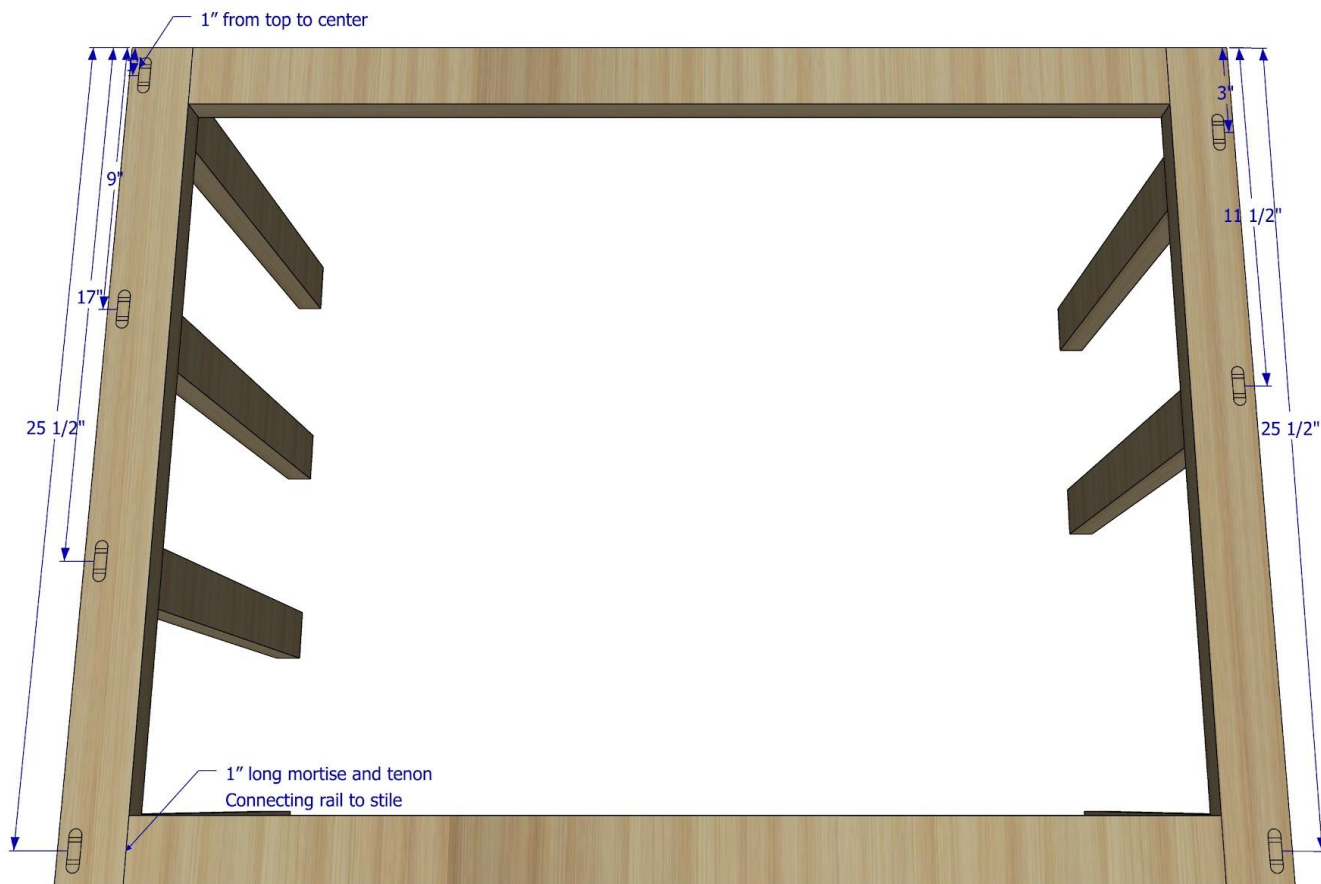 1” from top to center
3"
9"
11 1/2"
17"
25 1/2"
25 1/2"
1” long mortise and tenon
Connecting rail to stile